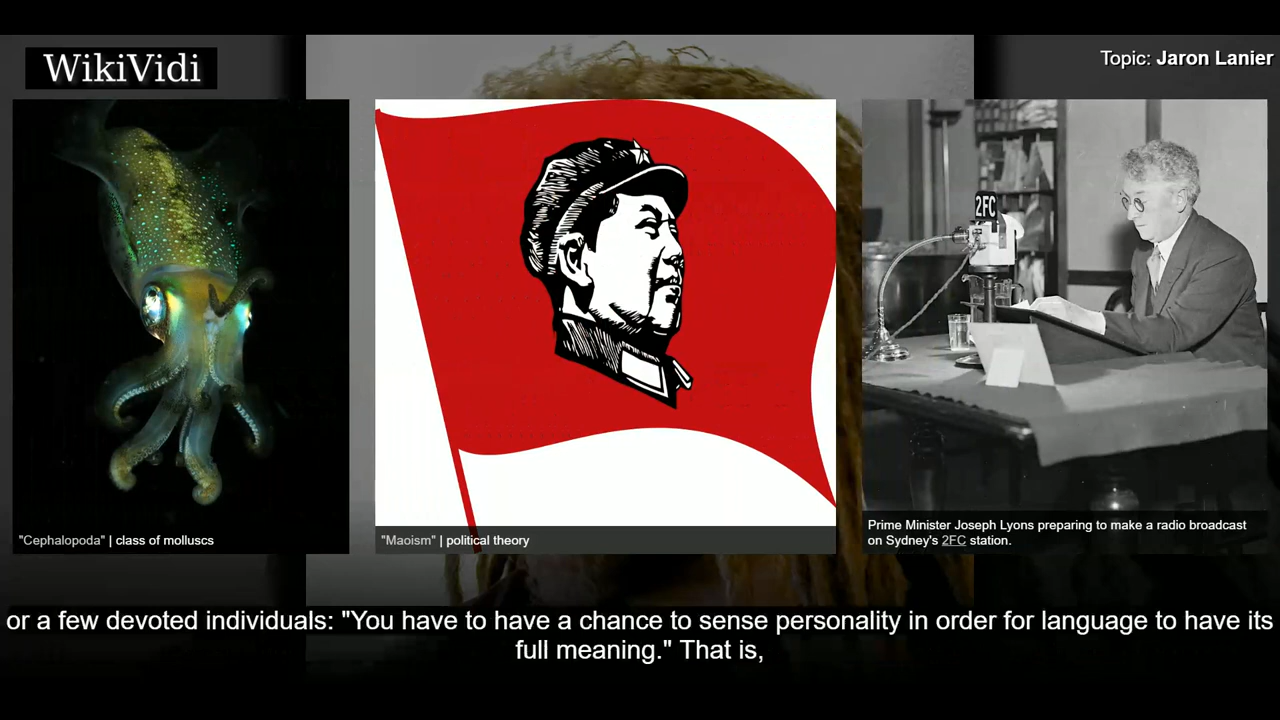 WikiVidi
Topic: Jaron Lanier
2FC
"Cephalopoda" | class of molluscs
"Maoism" | political theory
Prime Minister Joseph Lyons preparing to make a radio broadcast
on Sydney's 2FC station.
or a few devoted individuals: "You have to have a chance to sense personality in order for language to have its
full meaning." That is,